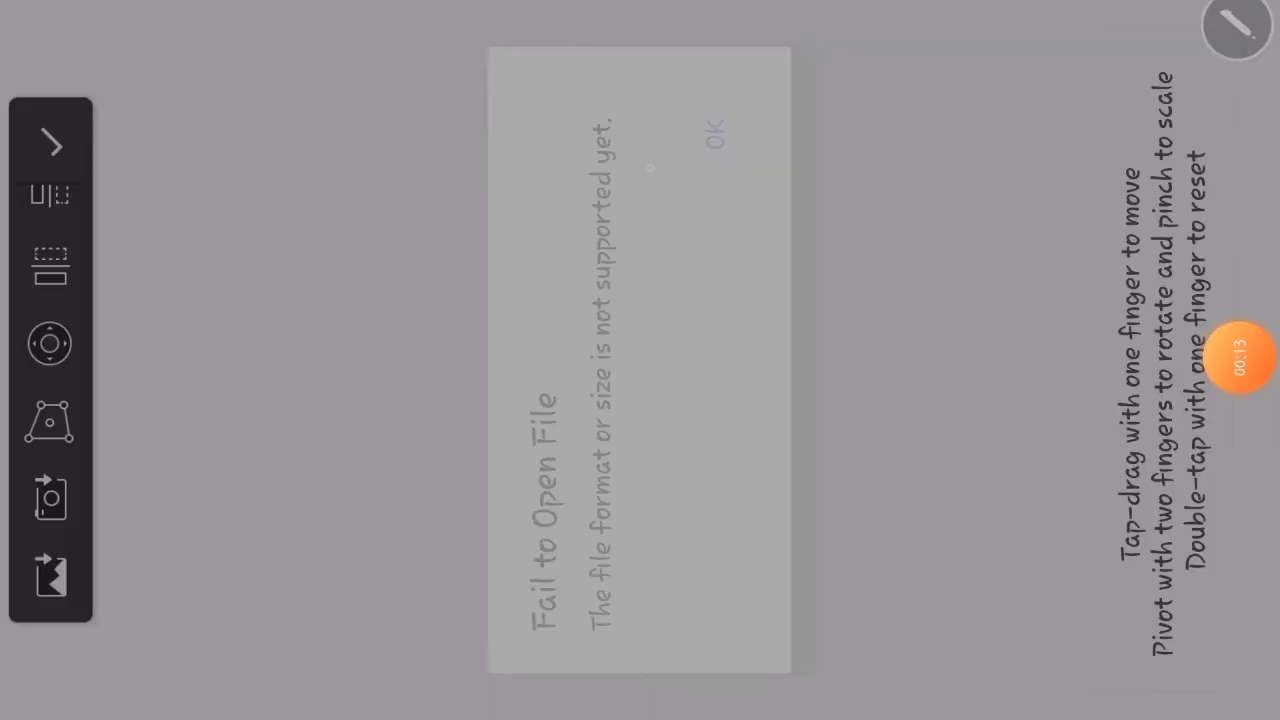 Fail to Open File
The file format or size is not supported yet.
OK
Tap-drag with one finger to move
Pivot with two fingers to rotate and pinch to scale
Double-tap with one finger to reset
00:13